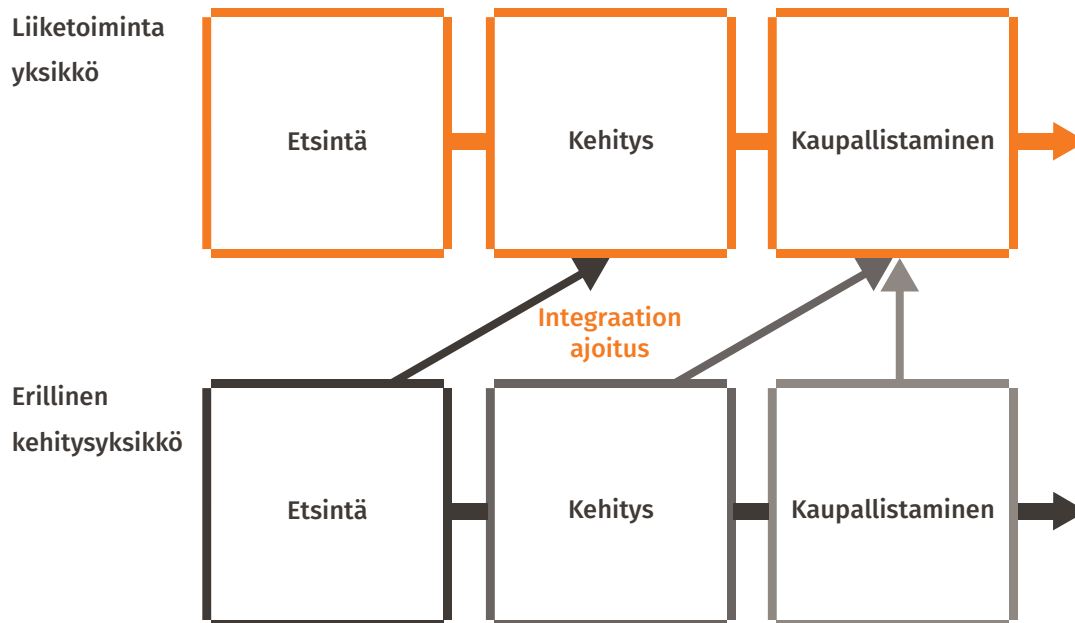 Liiketoiminta
yksikkö
Etsintä
Kehitys
Kaupallistaminen
Integraation
ajoitus
Erillinen
kehitysyksikkö
Etsintä
Kehitys
Kaupallistaminen